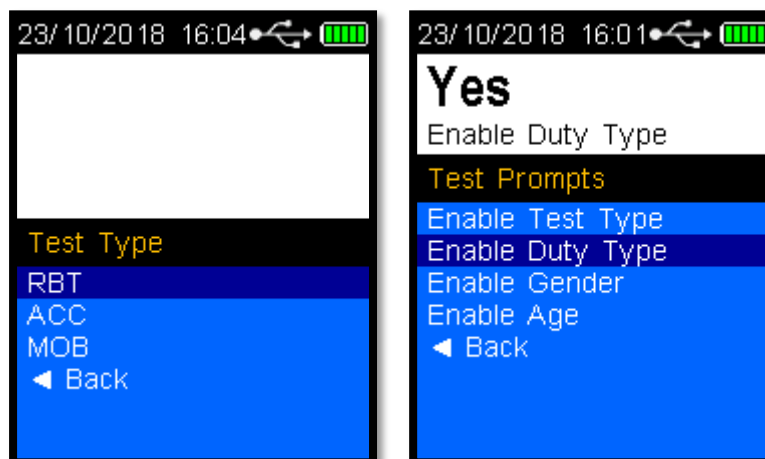 23/10/2018 16:04
Test Type
RBT
ACC
MOB
◄ Back
23/10/2018 16:01
Yes
Enable Duty Type
Test Prompts
Enable Test Type
Enable Duty Type
Enable Gender
Enable Age
◄ Back